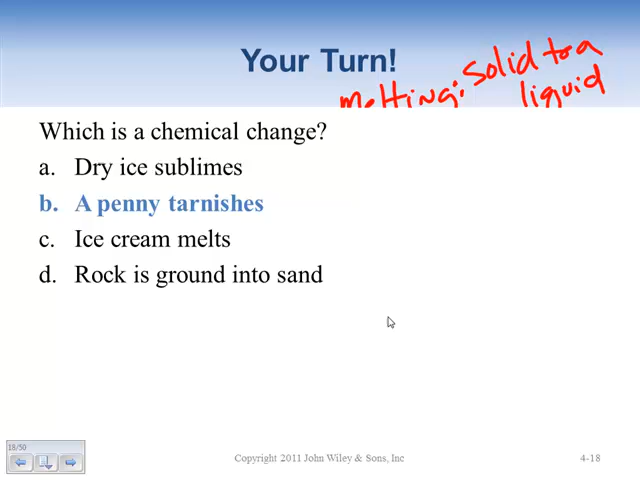 Your Turn!
melting: Solid to a
liquid
Which is a chemical change?
a. Dry ice sublimes
b. A penny tarnishes
c. Ice cream melts
d. Rock is ground into sand
18/50
Copyright 2011 John Wiley & Sons, Inc
4-18